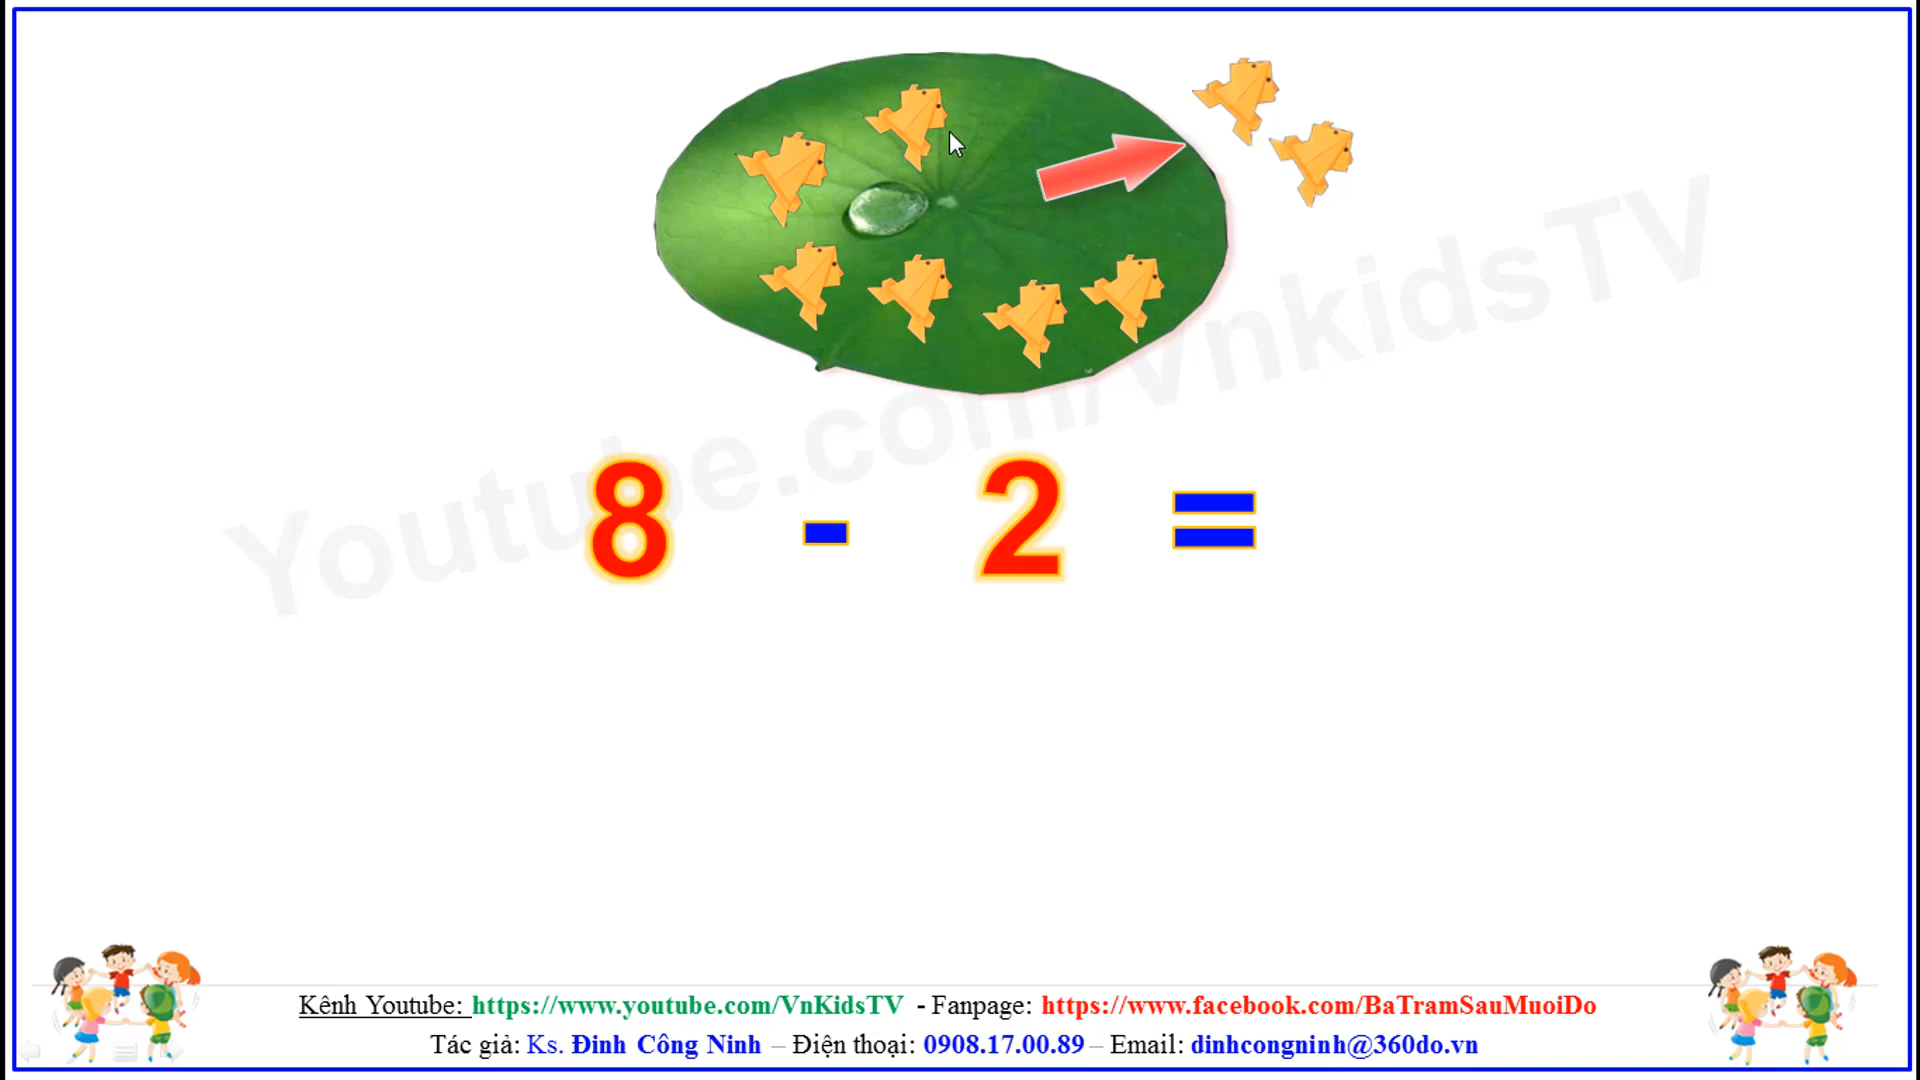 Youtube.com/VnkidsTV
8 - 2 =
Kênh Youtube: https://www.youtube.com/VnKidsTV - Fanpage: https://www.facebook.com/BaTramSauMuoiDo
Tác giả: Ks. Đinh Công Ninh – Điện thoại: 0908.17.00.89 – Email: dinhcongninh@360do.vn